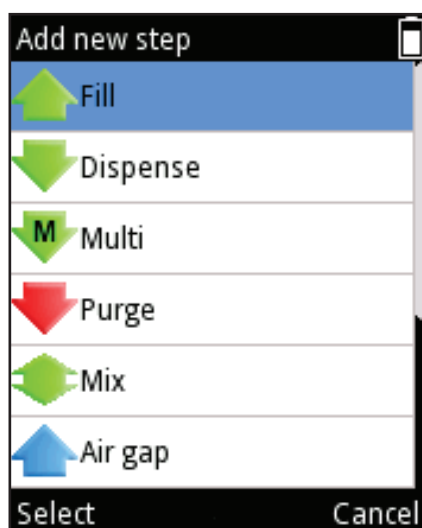 Add new step
Fill
Dispense
M Multi
Purge
Mix
Air gap
Select Cancel